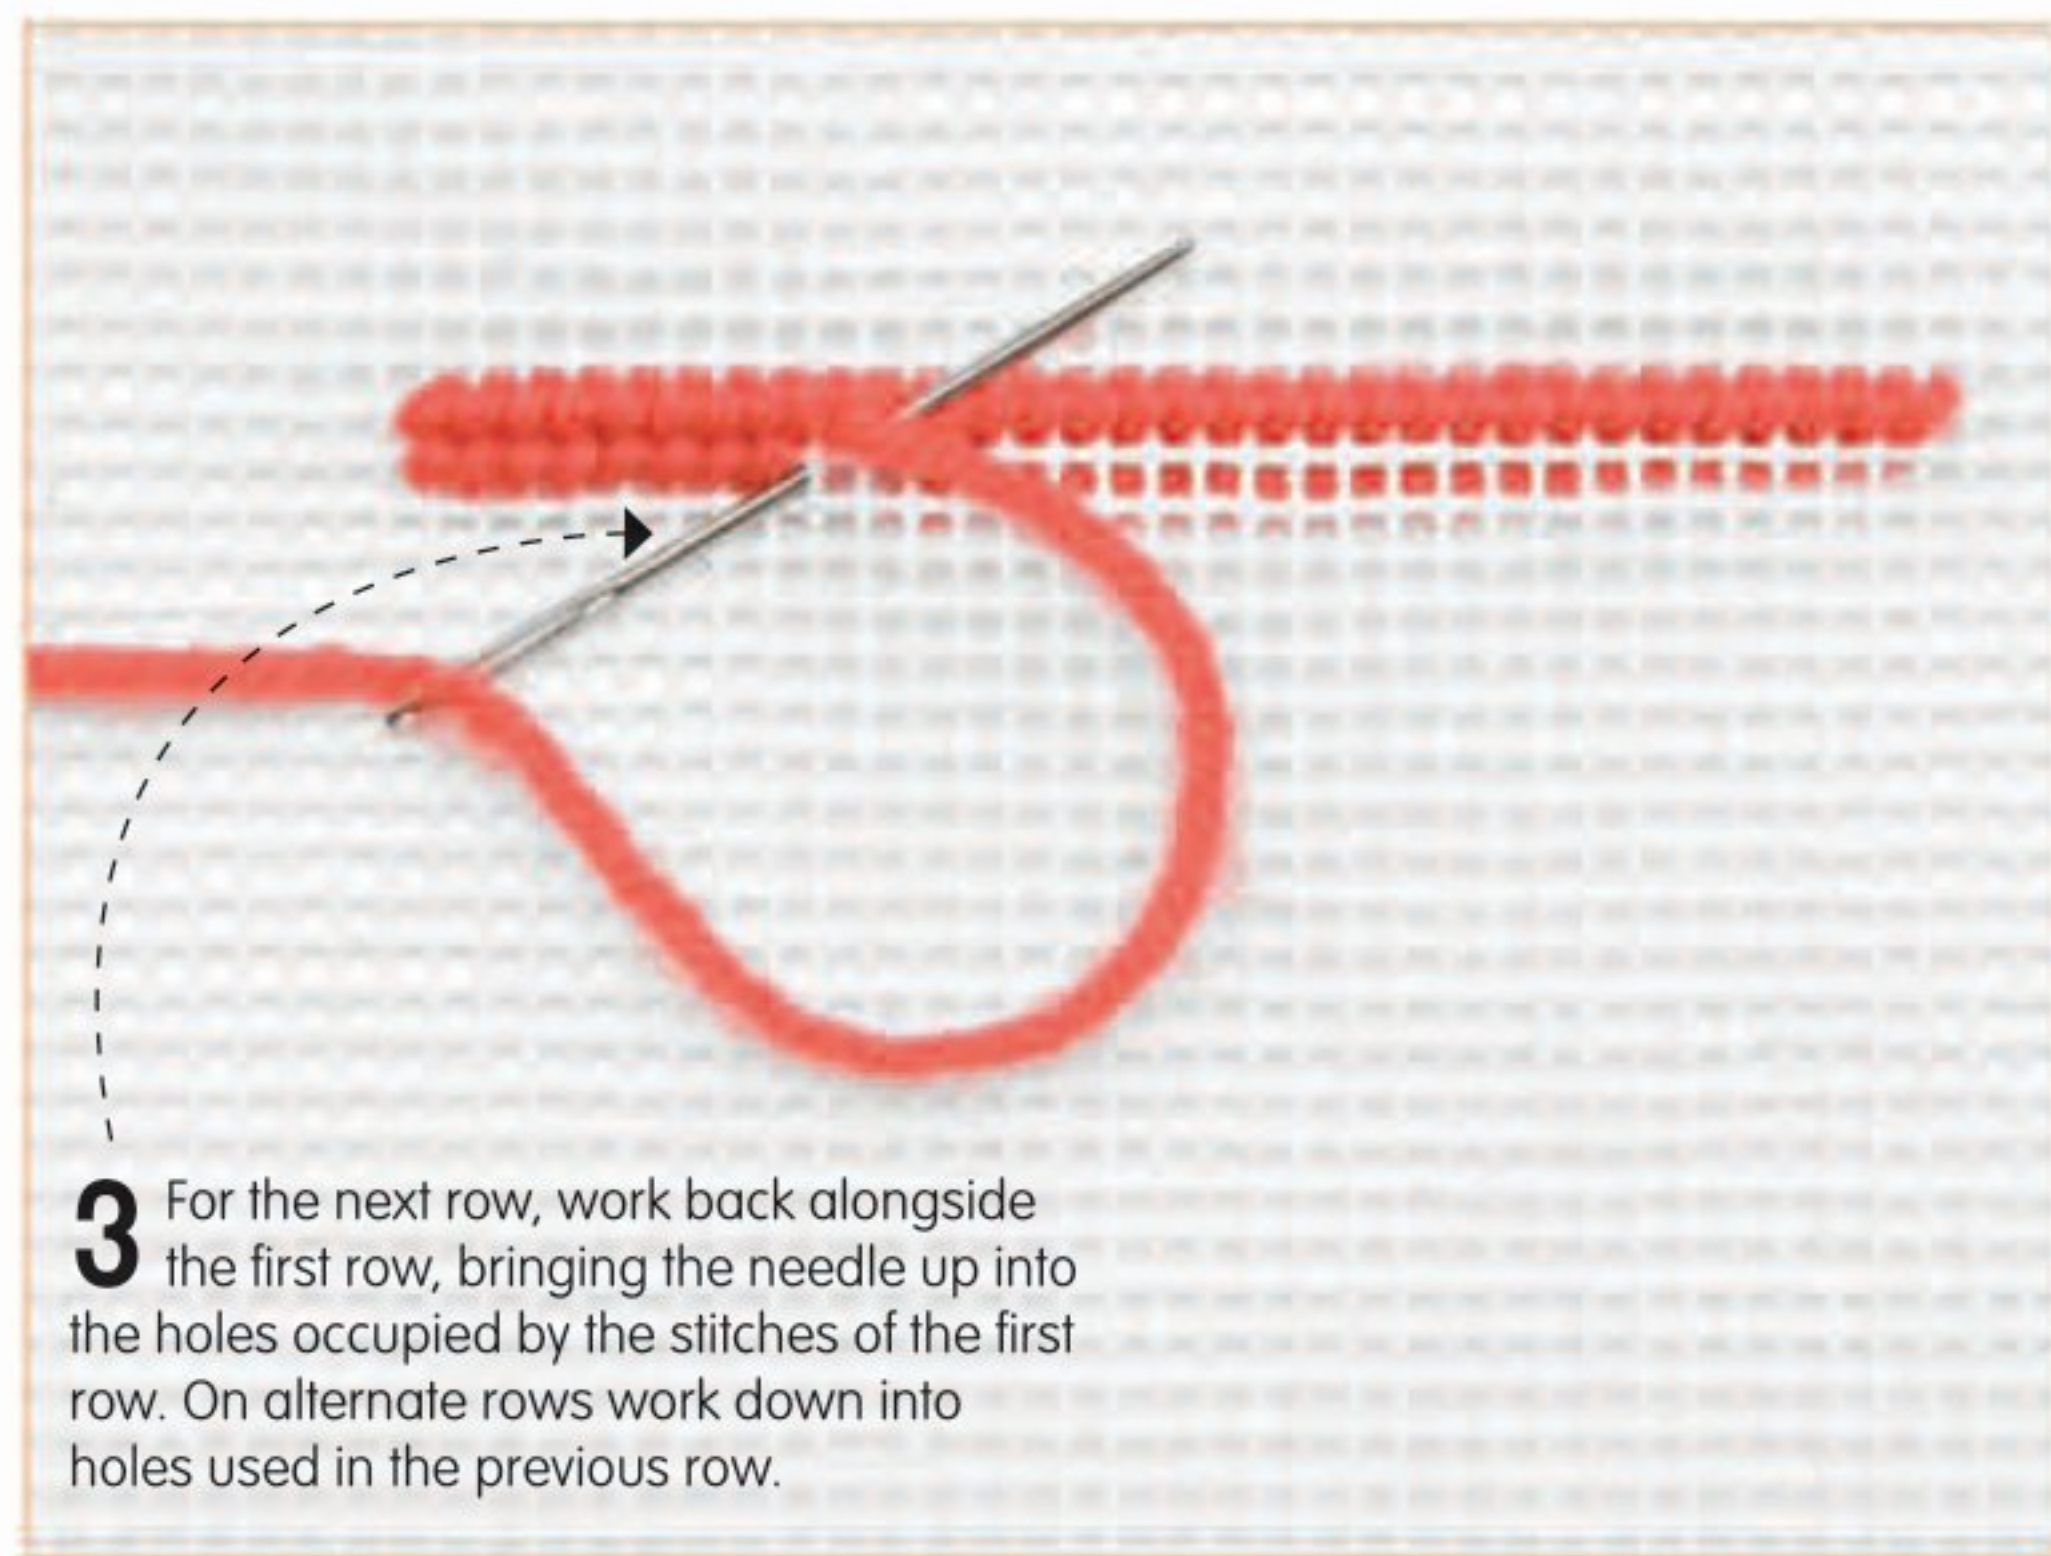 3 For the next row, work back alongside
the first row, bringing the needle up into
the holes occupied by the stitches of the first
row. On alternate rows work down into
holes used in the previous row.